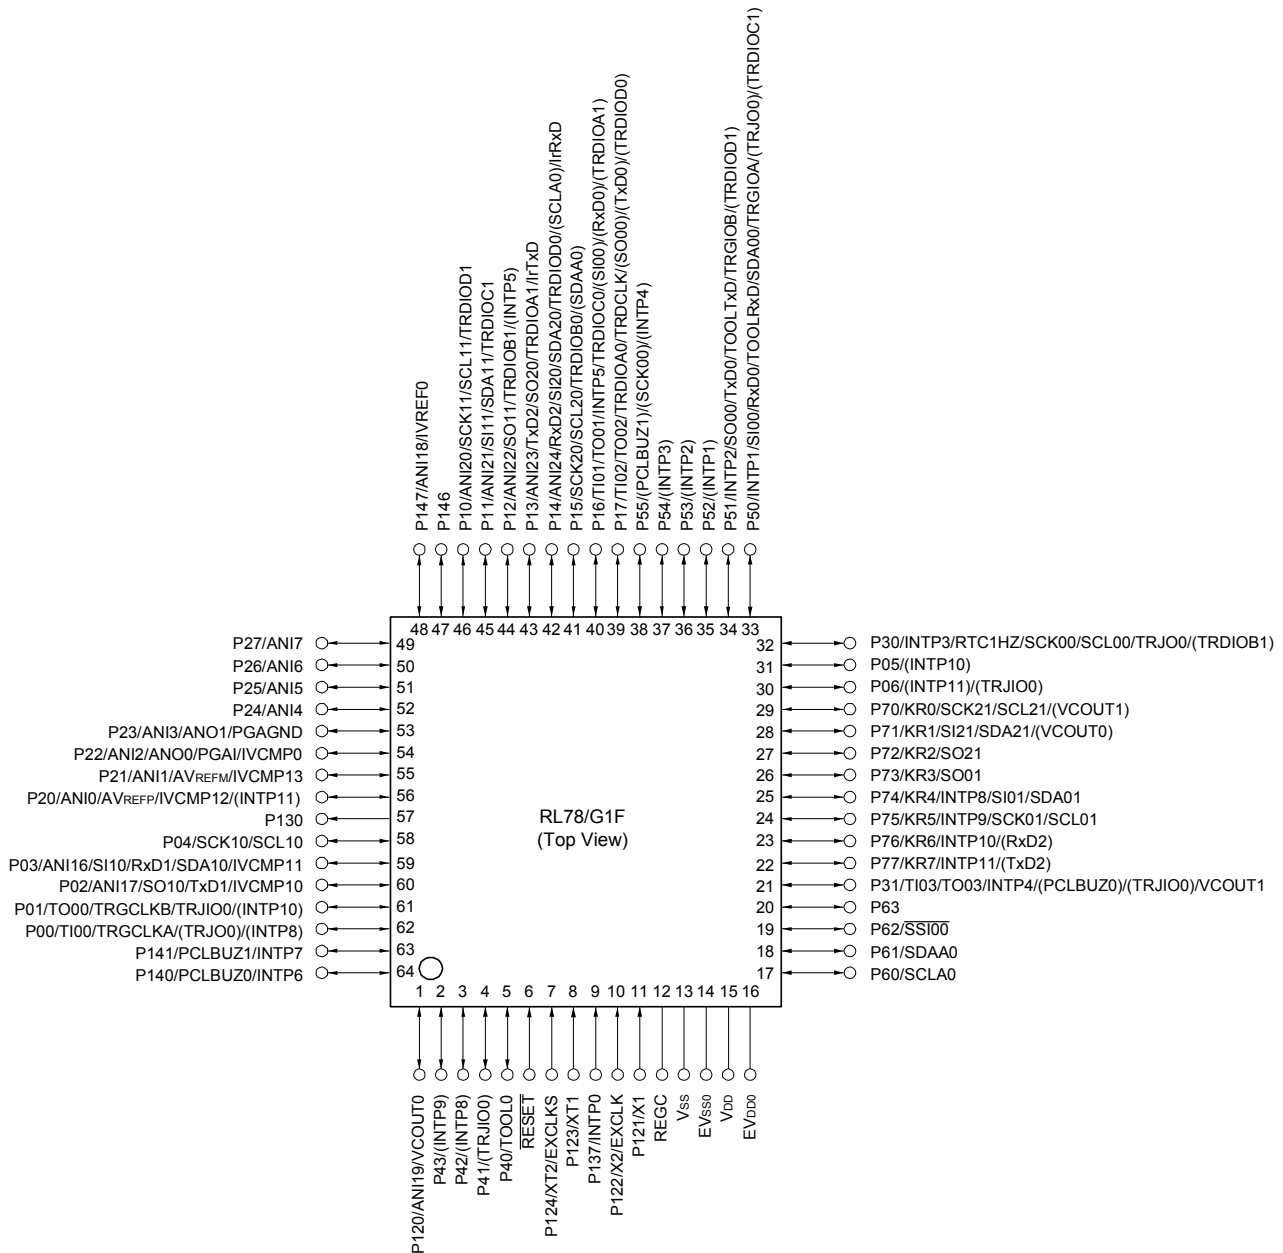 P147/ANI18/IVREF0
P146
P10/ANI20/SCK11/SCL11/TRDIOD1
P11/ANI21/SI11/SDA11/TRDIOC1
P12/ANI22/SO11/TRDIOB1/(INTP5)
P13/ANI23/TxD2/SO20/TRDIOA1/IrTxD
P14/ANI24/RxD2/SI20/SDA20/TRDIOD0/(SCLA0)/IrRxD
P15/SCK20/SCL20/TRDIOB0/(SDAA0)
P16/TI01/TO01/INTP5/TRDIOC0/(SI00)/(RxD0)/(TRDIOA1)
P17/TI02/TO02/TRDIOA0/TRDCLK/(SO00)/(TxD0)/(TRDIOD0)
P55/(PCLBUZ1)/(SCK00)/(INTP4)
P54/(INTP3)
P53/(INTP2)
P52/(INTP1)
P51/INTP2/SO00/TxD0/TOOLTxD/TRGIOB/(TRDIOD1)
P50/INTP1/SI00/RxD0/TOOLRxD/SDA00/TRGIOA/(TRJO0)/(TRDIOC1)
48 47 46 45 44 43 42 41 40 39 38 37 36 35 34 33
P27/ANI7 49
P26/ANI6 50
P25/ANI5 51
P24/ANI4 52
P23/ANI3/ANO1/PGAGND 53
P22/ANI2/ANO0/PGAI/IVCMP0 54
P21/ANI1/AVREFM/IVCMP13 55
P20/ANI0/AVREFP/IVCMP12/(INTP11) 56
P130 57
P04/SCK10/SCL10 58
P03/ANI16/SI10/RxD1/SDA10/IVCMP11 59
P02/ANI17/SO10/TxD1/IVCMP10 60
P01/TO00/TRGCLKB/TRJIO0/(INTP10) 61
P00/TI00/TRGCLKA/(TRJO0)/(INTP8) 62
P141/PCLBUZ1/INTP7 63
P140/PCLBUZ0/INTP6 64
RL78/G1F
(Top View)
32 P30/INTP3/RTC1HZ/SCK00/SCL00/TRJO0/(TRDIOB1)
31 P05/(INTP10)
30 P06/(INTP11)/(TRJIO0)
29 P70/KR0/SCK21/SCL21/(VCOUT1)
28 P71/KR1/SI21/SDA21/(VCOUT0)
27 P72/KR2/SO21
26 P73/KR3/SO01
25 P74/KR4/INTP8/SI01/SDA01
24 P75/KR5/INTP9/SCK01/SCL01
23 P76/KR6/INTP10/(RxD2)
22 P77/KR7/INTP11/(TxD2)
21 P31/TI03/TO03/INTP4/(PCLBUZ0)/(TRJIO0)/VCOUT1
20 P63
19 P62/SSI00
18 P61/SDAA0
17 P60/SCLA0
1 2 3 4 5 6 7 8 9 10 11 12 13 14 15 16
P120/ANI19/VCOUT0
P43/(INTP9)
P42/(INTP8)
P41/(TRJIO0)
P40/TOOL0
RESET
P124/XT2/EXCLKS
P123/XT1
P137/INTP0
P122/X2/EXCLK
P121/X1
REGC
VSS
EVSS0
VDD
EVDD0